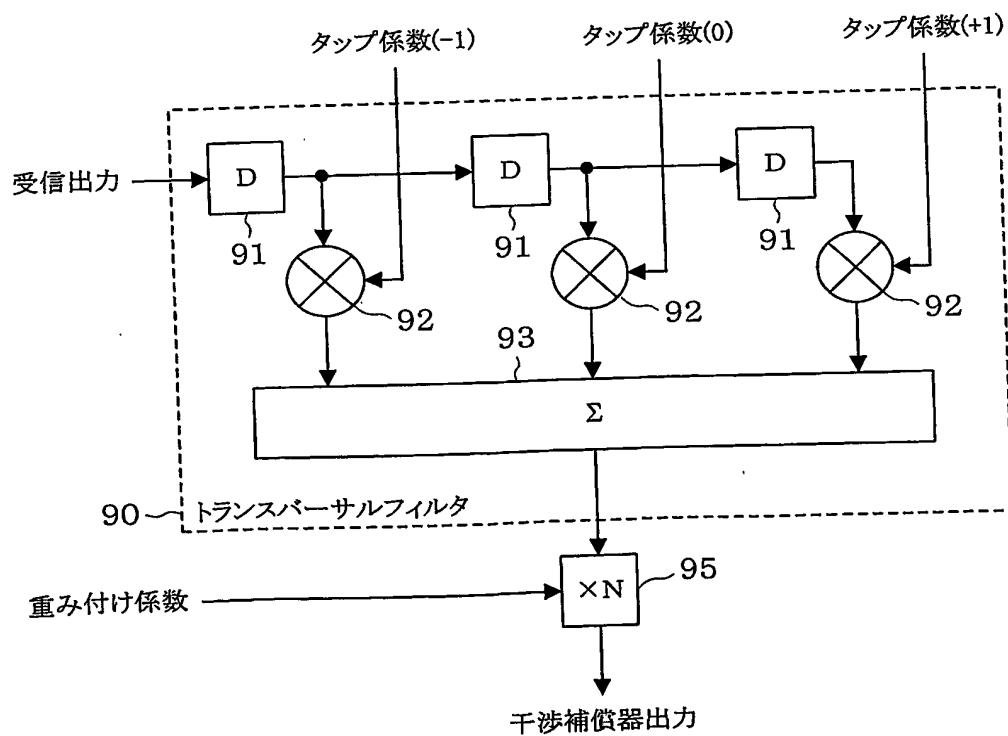 タップ係数(-1)
タップ係数(0)
タップ係数(+1)
受信出力
D
D
D
91
91
91
92
92
92
93
Σ
90
トランスバーサルフィルタ
×N
95
重み付け係数
干渉補償器出力